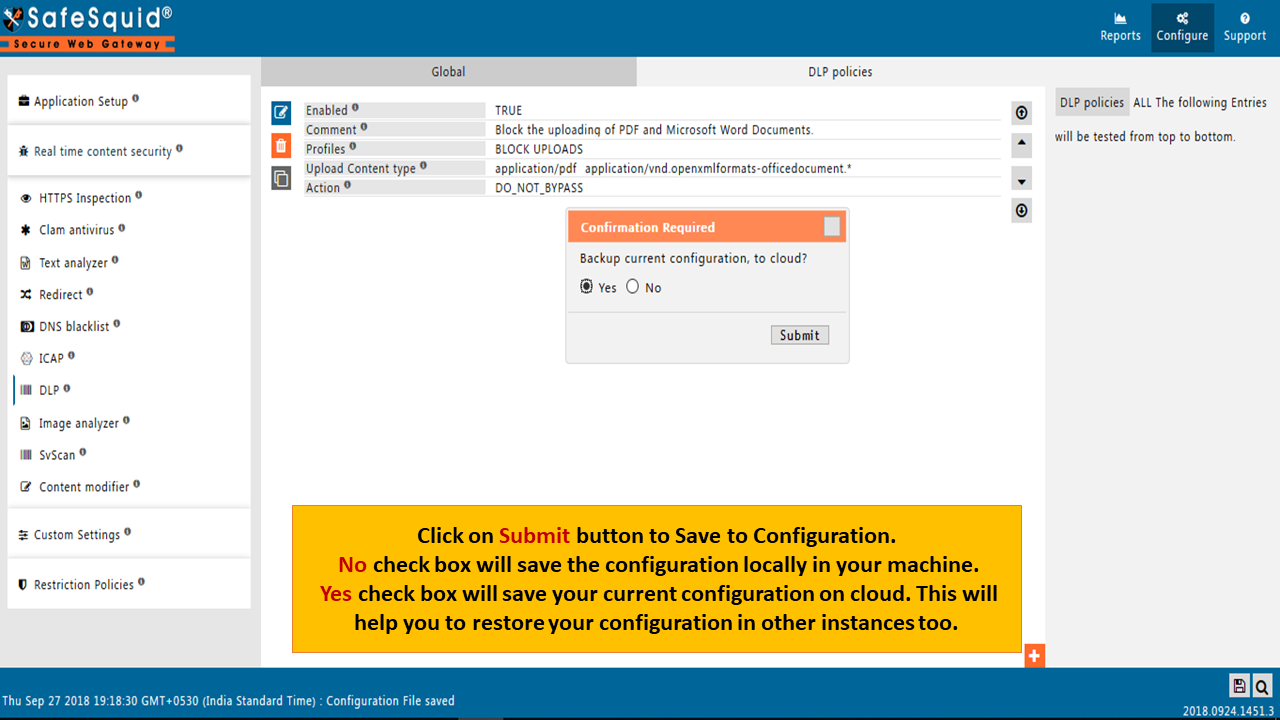 SafeSquid®
Secure Web Gateway
Reports
Configure
Support
Application Setup
Real time content security
HTTPS Inspection
Clam antivirus
Text analyzer
Redirect
DNS blacklist
ICAP
DLP
Image analyzer
SvScan
Content modifier
Custom Settings
Restriction Policies
Global
DLP policies
Enabled TRUE
Comment Block the uploading of PDF and Microsoft Word Documents.
Profiles BLOCK UPLOADS
Upload Content type application/pdf application/vnd.openxmlformats-officedocument.*
Action DO_NOT_BYPASS
Confirmation Required
Backup current configuration, to cloud?
Yes No
Submit
Click on Submit button to Save to Configuration.
No check box will save the configuration locally in your machine.
Yes check box will save your current configuration on cloud. This will
help you to restore your configuration in other instances too.
DLP policies ALL The following Entries
will be tested from top to bottom.
Thu Sep 27 2018 19:18:30 GMT+0530 (India Standard Time) : Configuration File saved
2018.0924.1451.3